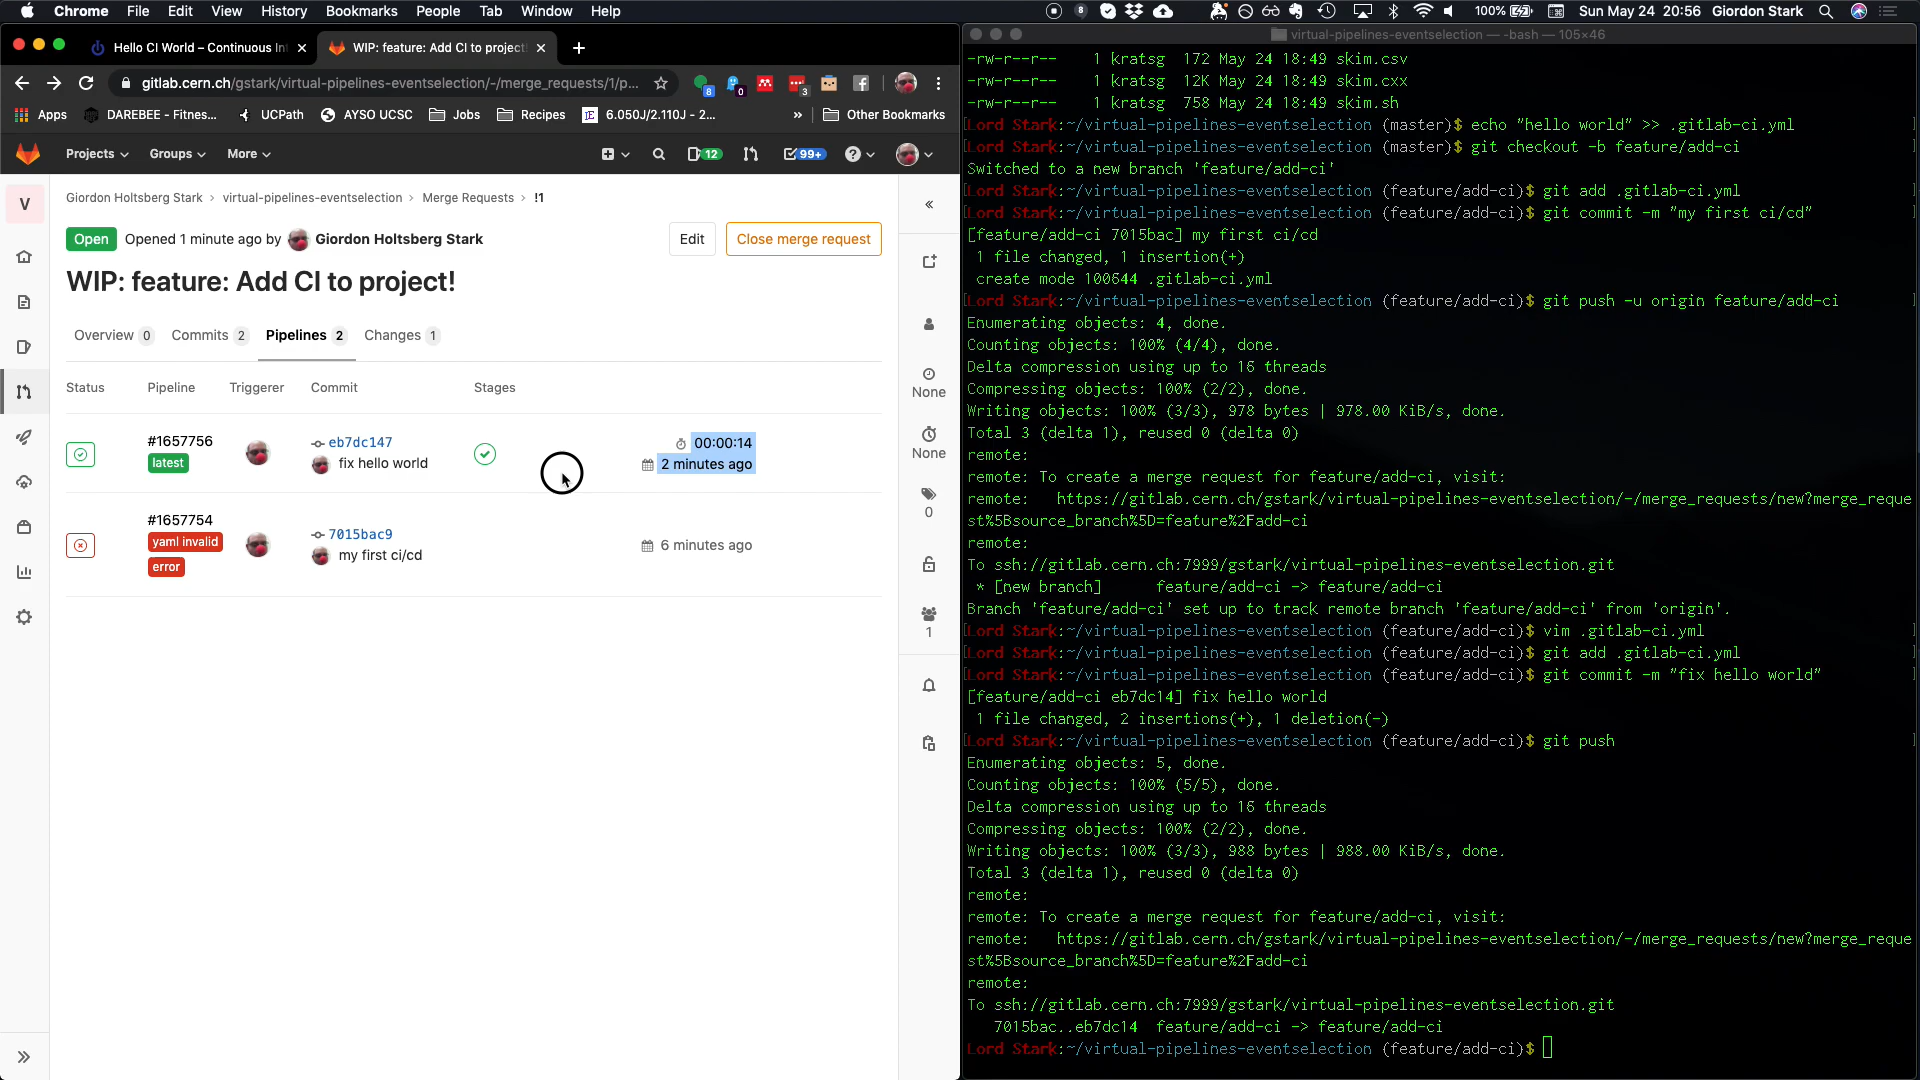 Chrome File Edit View History Bookmarks People Tab Window Help
8
100% Sun May 24 20:56 Giordon Stark
Hello CI World – Continuous In
WIP: feature: Add CI to project!
gitlab.cern.ch/gstark/virtual-pipelines-eventselection/-/merge_requests/1/p...
8
0
3
Apps DAREBEE - Fitnes... UCPath AYSO UCSC Jobs Recipes 6.050J/2.110J - 2... » Other Bookmarks
Projects Groups More
12
99+
V
Giordon Holtsberg Stark › virtual-pipelines-eventselection › Merge Requests › !1
Open Opened 1 minute ago by Giordon Holtsberg Stark
Edit
Close merge request
WIP: feature: Add CI to project!
Overview 0 Commits 2 Pipelines 2 Changes 1
Status Pipeline Triggerer Commit Stages
#1657756
latest
eb7dc147
fix hello world
00:00:14
2 minutes ago
#1657754
yaml invalid
error
7015bac9
my first ci/cd
6 minutes ago
None
None
0
1
virtual-pipelines-eventselection — -bash — 105×46
-rw-r--r-- 1 kratsg 172 May 24 18:49 skim.csv
-rw-r--r-- 1 kratsg 12K May 24 18:49 skim.cxx
-rw-r--r-- 1 kratsg 758 May 24 18:49 skim.sh
Lord Stark:~/virtual-pipelines-eventselection (master)$ echo "hello world" >> .gitlab-ci.yml
Lord Stark:~/virtual-pipelines-eventselection (master)$ git checkout -b feature/add-ci
Switched to a new branch 'feature/add-ci'
Lord Stark:~/virtual-pipelines-eventselection (feature/add-ci)$ git add .gitlab-ci.yml
Lord Stark:~/virtual-pipelines-eventselection (feature/add-ci)$ git commit -m "my first ci/cd"
[feature/add-ci 7015bac] my first ci/cd
1 file changed, 1 insertion(+)
create mode 100644 .gitlab-ci.yml
Lord Stark:~/virtual-pipelines-eventselection (feature/add-ci)$ git push -u origin feature/add-ci
Enumerating objects: 4, done.
Counting objects: 100% (4/4), done.
Delta compression using up to 16 threads
Compressing objects: 100% (2/2), done.
Writing objects: 100% (3/3), 978 bytes | 978.00 KiB/s, done.
Total 3 (delta 1), reused 0 (delta 0)
remote:
remote: To create a merge request for feature/add-ci, visit:
remote: https://gitlab.cern.ch/gstark/virtual-pipelines-eventselection/-/merge_requests/new?merge_reque
st%5Bsource_branch%5D=feature%2Fadd-ci
remote:
To ssh://gitlab.cern.ch:7999/gstark/virtual-pipelines-eventselection.git
* [new branch] feature/add-ci -> feature/add-ci
Branch 'feature/add-ci' set up to track remote branch 'feature/add-ci' from 'origin'.
Lord Stark:~/virtual-pipelines-eventselection (feature/add-ci)$ vim .gitlab-ci.yml
Lord Stark:~/virtual-pipelines-eventselection (feature/add-ci)$ git add .gitlab-ci.yml
Lord Stark:~/virtual-pipelines-eventselection (feature/add-ci)$ git commit -m "fix hello world"
[feature/add-ci eb7dc14] fix hello world
1 file changed, 2 insertions(+), 1 deletion(-)
Lord Stark:~/virtual-pipelines-eventselection (feature/add-ci)$ git push
Enumerating objects: 5, done.
Counting objects: 100% (5/5), done.
Delta compression using up to 16 threads
Compressing objects: 100% (2/2), done.
Writing objects: 100% (3/3), 988 bytes | 988.00 KiB/s, done.
Total 3 (delta 1), reused 0 (delta 0)
remote:
remote: To create a merge request for feature/add-ci, visit:
remote: https://gitlab.cern.ch/gstark/virtual-pipelines-eventselection/-/merge_requests/new?merge_reque
st%5Bsource_branch%5D=feature%2Fadd-ci
remote:
To ssh://gitlab.cern.ch:7999/gstark/virtual-pipelines-eventselection.git
7015bac..eb7dc14 feature/add-ci -> feature/add-ci
Lord Stark:~/virtual-pipelines-eventselection (feature/add-ci)$